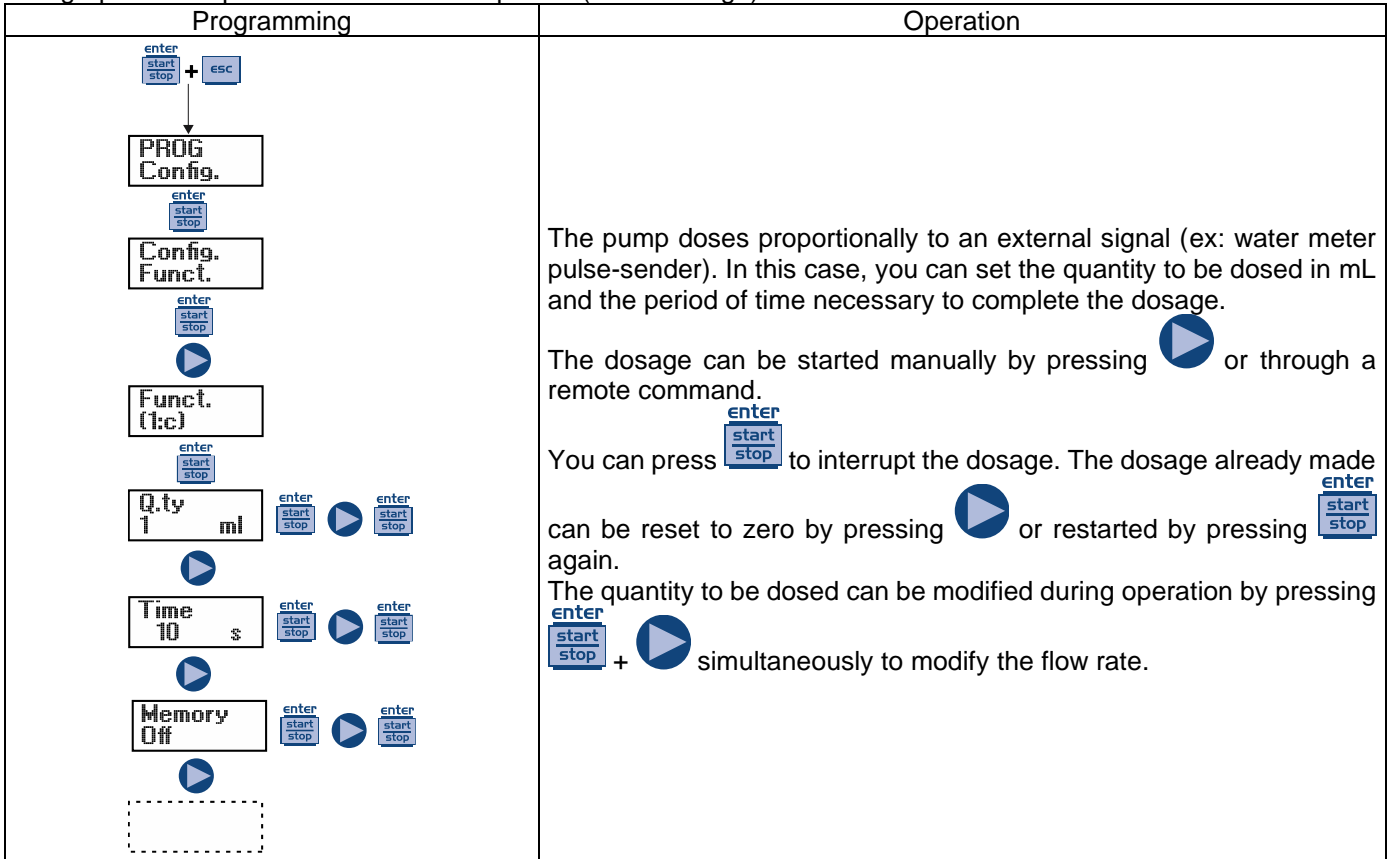 Programming
Operation
enter
start
stop
+
esc
PROG
Config.
enter
start
stop
Config.
Funct.
enter
start
stop
Funct.
(1:c)
enter
start
stop
Q.ty
1 ml
enter
start
stop
enter
start
stop
Time
10 s
enter
start
stop
enter
start
stop
Memory
Off
enter
start
stop
enter
start
stop
The pump doses proportionally to an external signal (ex: water meter
pulse-sender). In this case, you can set the quantity to be dosed in mL
and the period of time necessary to complete the dosage.
The dosage can be started manually by pressing or through a
remote command.
enter
start
stop
You can press to interrupt the dosage. The dosage already made
enter
start
stop
can be reset to zero by pressing or restarted by pressing
again.
The quantity to be dosed can be modified during operation by pressing
enter
start
stop
+ simultaneously to modify the flow rate.